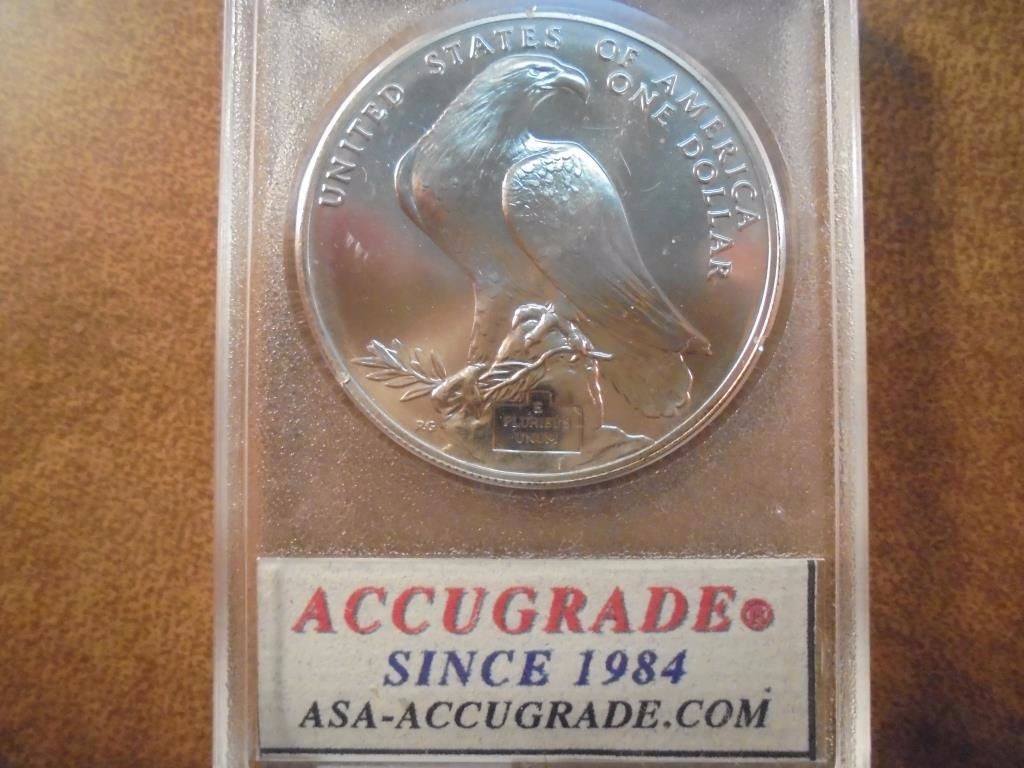 UNITED STATES OF AMERICA
ONE DOLLAR
RG
E
PLURIBUS
UNUM
ACCUGRADE®
SINCE 1984
ASA-ACCUGRADE.COM